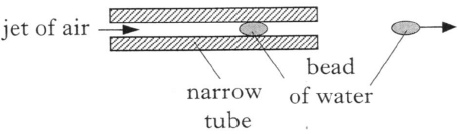 jet of air
bead
narrow
of water
tube